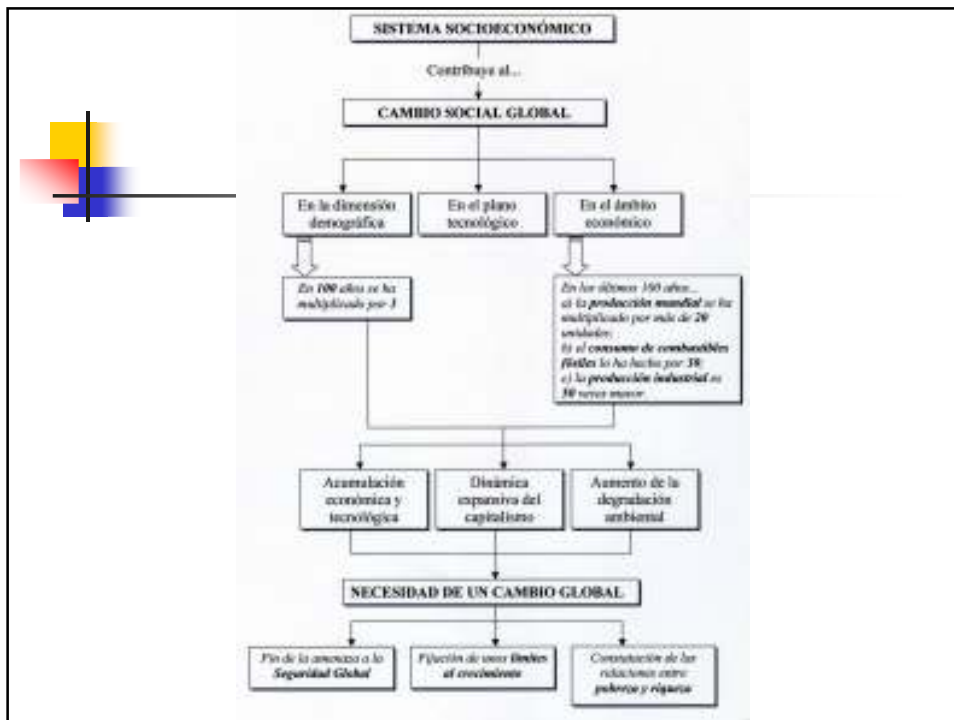 SISTEMA SOCIOECONÓMICO
Contribuye al...
CAMBIO SOCIAL GLOBAL
En la dimensión
demográfica
En el plano
tecnológico
En el ámbito
económico
En 100 años se ha
multiplicado por 3
En los últimos 100 años...
a) la producción mundial se ha
multiplicado por más de 20
unidades;
b) el consumo de combustibles
fósiles lo ha hecho por 30;
c) la producción industrial es
50 veces mayor
Acumulación
económica y
tecnológica
Dinámica
expansiva del
capitalismo
Aumento de la
degradación
ambiental
NECESIDAD DE UN CAMBIO GLOBAL
Fin de la amenaza a la
Seguridad Global
Fijación de unos límites
al crecimiento
Constatación de las
relaciones entre
pobreza y riqueza